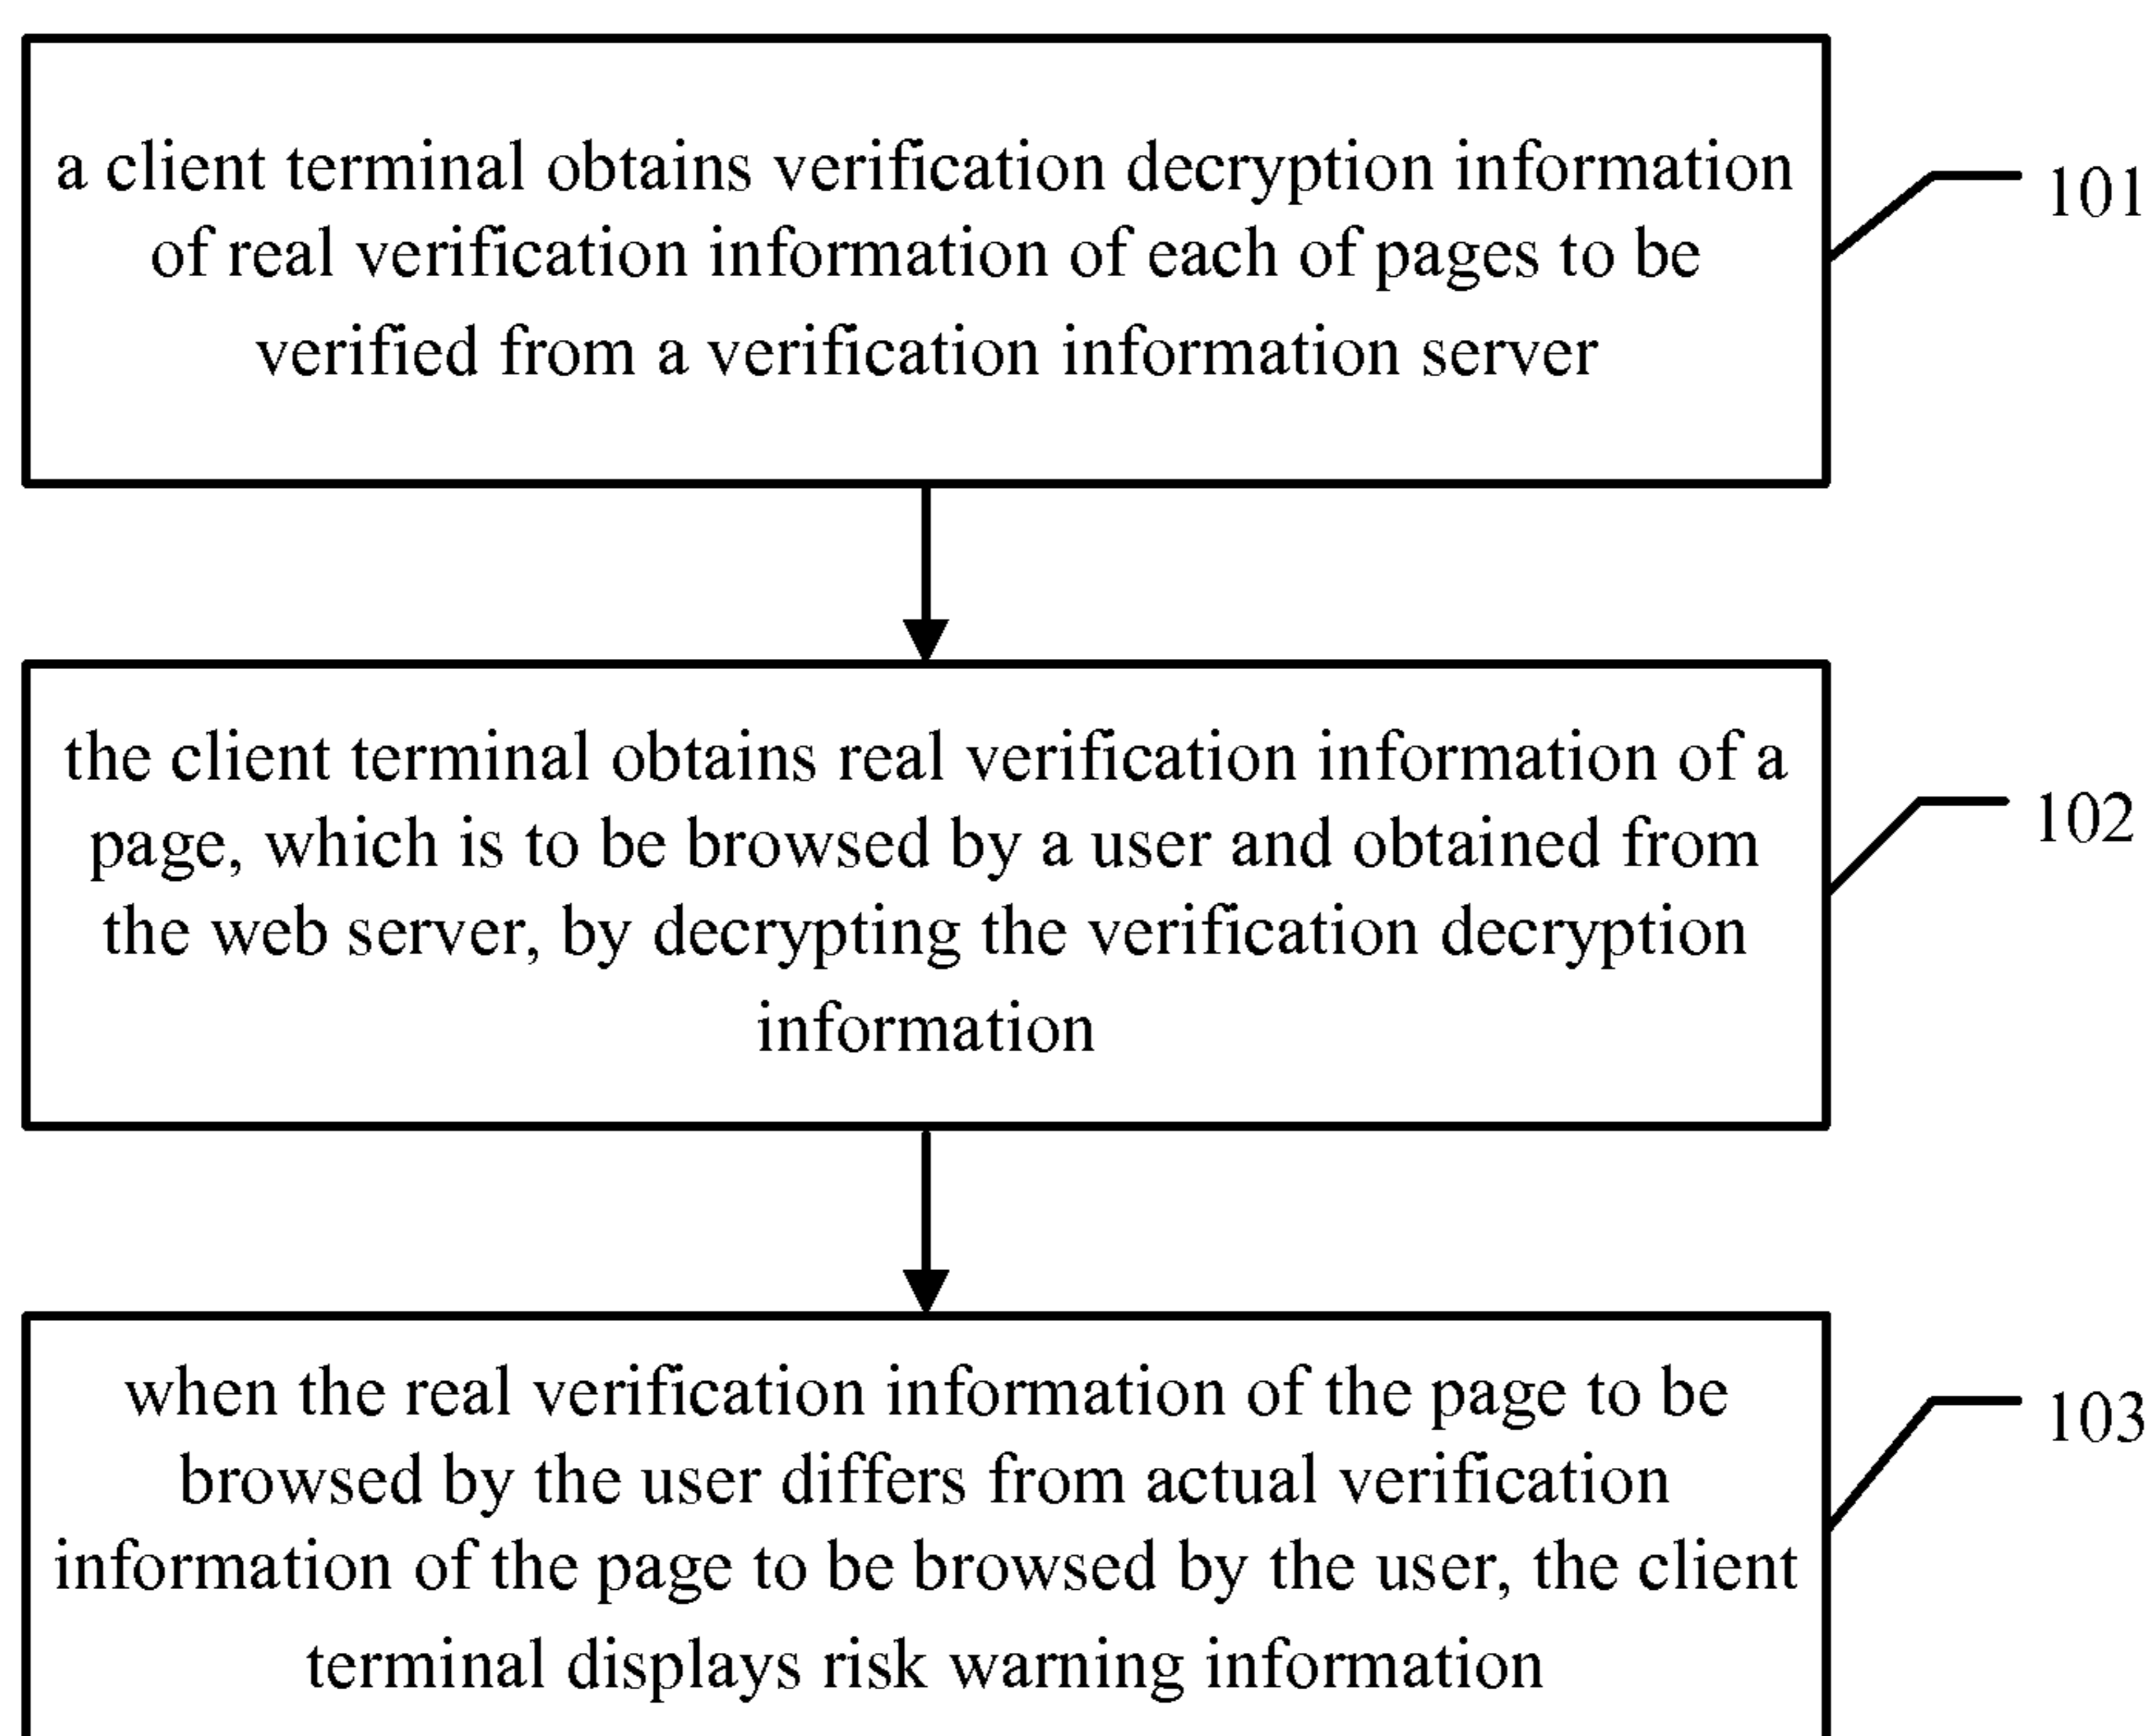 a client terminal obtains verification decryption information
of real verification information of each of pages to be
verified from a verification information server
101
the client terminal obtains real verification information of a
page, which is to be browsed by a user and obtained from
the web server, by decrypting the verification decryption
information
102
when the real verification information of the page to be
browsed by the user differs from actual verification
information of the page to be browsed by the user, the client
terminal displays risk warning information
103